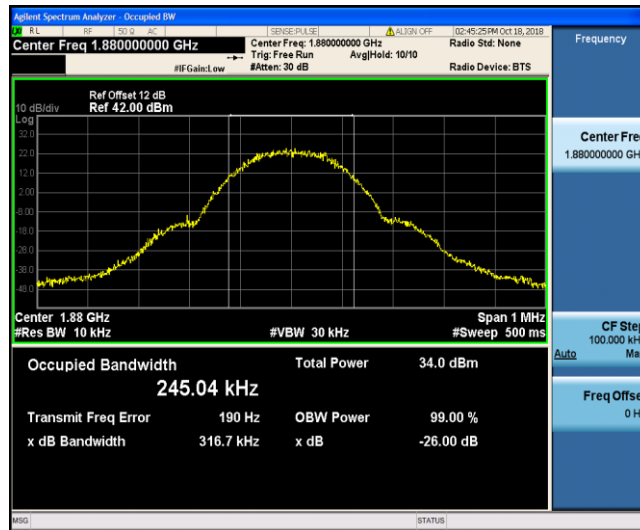 Agilent Spectrum Analyzer - Occupied BW
RL RF 50 Ω AC SENSE:PULSE ALIGN OFF 02:45:25 PM Oct 18, 2018
Center Freq 1.880000000 GHz Center Freq: 1.880000000 GHz Radio Std: None Frequency
Trig: Free Run Avg|Hold: 10/10
#IFGain:Low #Atten: 30 dB Radio Device: BTS
Ref Offset 12 dB
10 dB/div Ref 42.00 dBm
Log
32.0
22.0
12.0
2.00
-8.00
-18.0
-28.0
-38.0
-48.0
Center Fre
1.880000000 GH
Center 1.88 GHz Span 1 MHz
#Res BW 10 kHz #VBW 30 kHz #Sweep 500 ms
CF Ste
100.000 kH
Auto Ma
Occupied Bandwidth Total Power 34.0 dBm
245.04 kHz
Transmit Freq Error 190 Hz OBW Power 99.00 %
x dB Bandwidth 316.7 kHz x dB -26.00 dB
Freq Offse
0 H
MSG STATUS